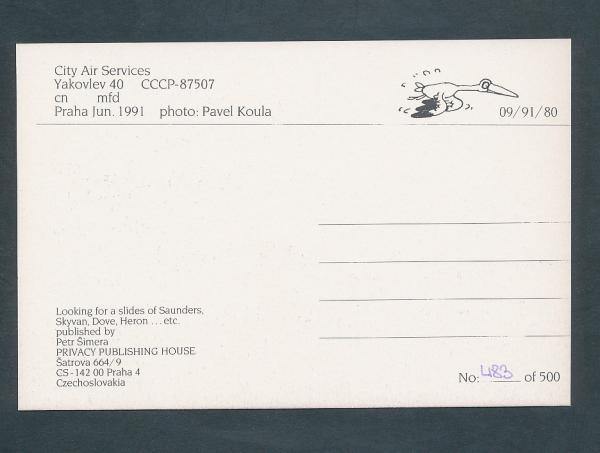 City Air Services
Yakovlev 40 CCCP-87507
cn mfd
Praha Jun. 1991 photo: Pavel Koula
09/91/80
Looking for a slides of Saunders,
Skyvan, Dove, Heron ... etc.
published by
Petr Šimera
PRIVACY PUBLISHING HOUSE
Šatrova 664/9
CS-142 00 Praha 4
Czechoslovakia
No: 483 of 500